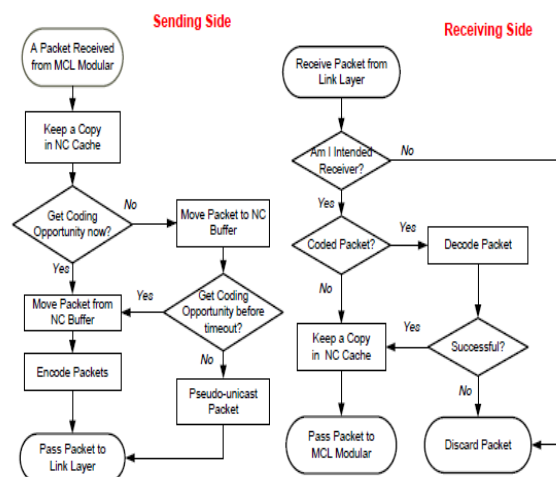 Sending Side
A Packet Received
from MCL Modular
Keep a Copy
in NC Cache
Get Coding
Opportunity now?
No
Yes
Move Packet to NC
Buffer
Get Coding
Opportunity before
timeout?
Yes
No
Move Packet from
NC Buffer
Encode Packets
Pseudo-unicast
Packet
Pass Packet to
Link Layer
Receiving Side
Receive Packet from
Link Layer
Am I Intended
Receiver?
No
Yes
Coded Packet?
Yes
No
Decode Packet
Successful?
Yes
No
Keep a Copy
in NC Cache
Pass Packet to
MCL Modular
Discard Packet